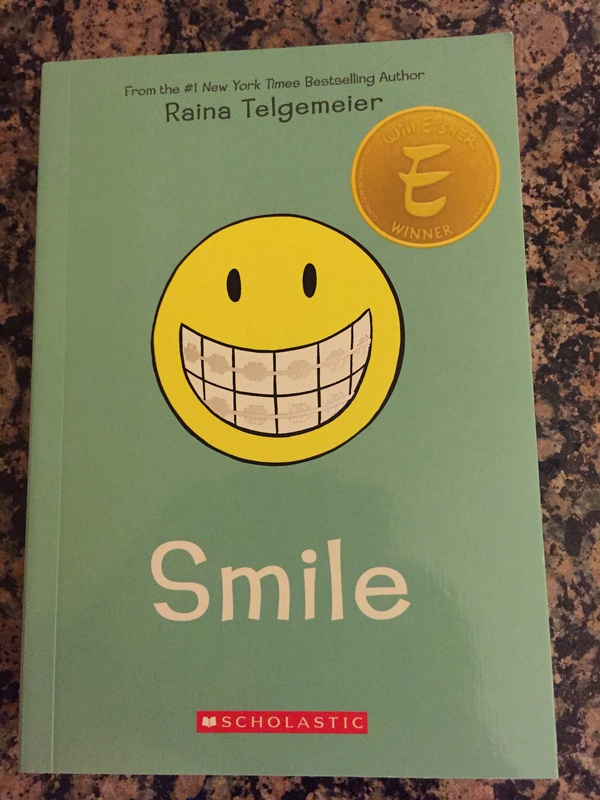 From the #1 New York Times Bestselling Author
Raina Telgemeier
Will EISNER
E
WINNER
Smile
SCHOLASTIC